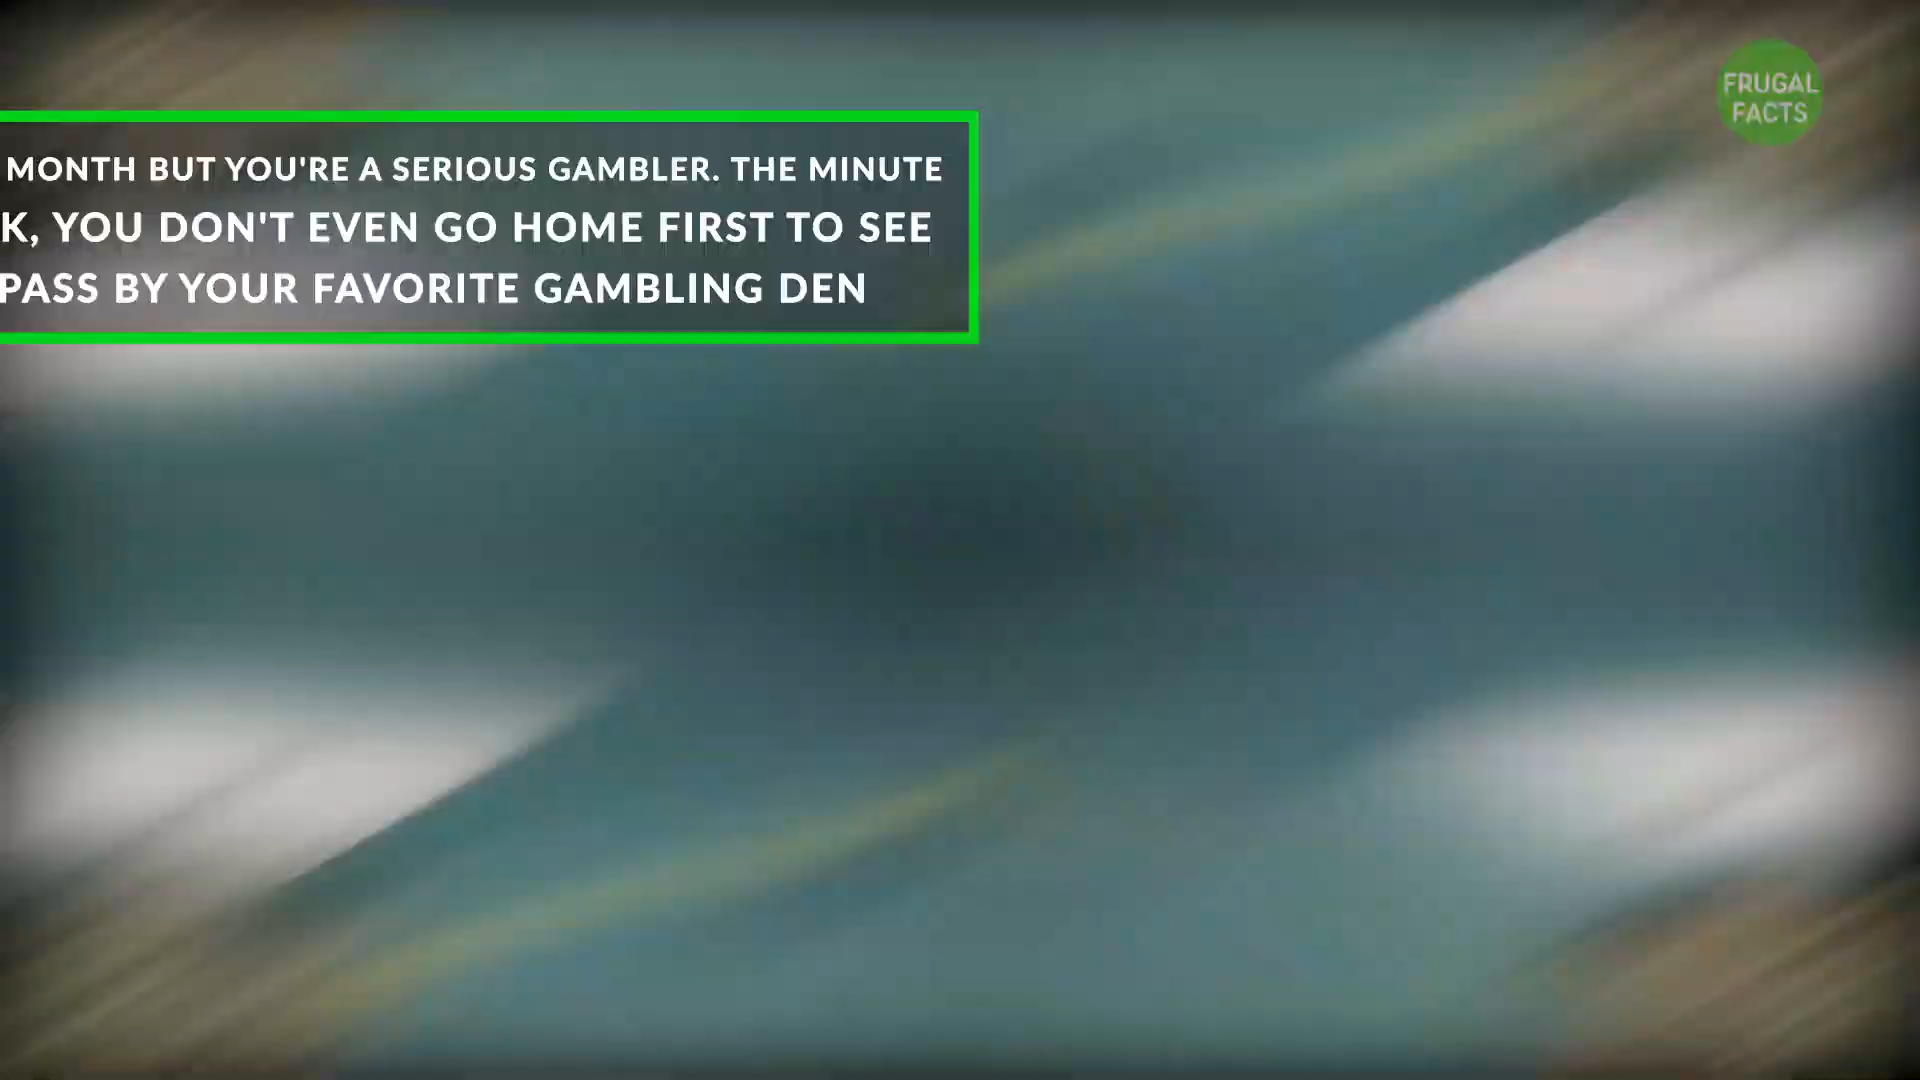 MONTH BUT YOU'RE A SERIOUS GAMBLER. THE MINUTE
K, YOU DON'T EVEN GO HOME FIRST TO SEE
PASS BY YOUR FAVORITE GAMBLING DEN
FRUGAL
FACTS